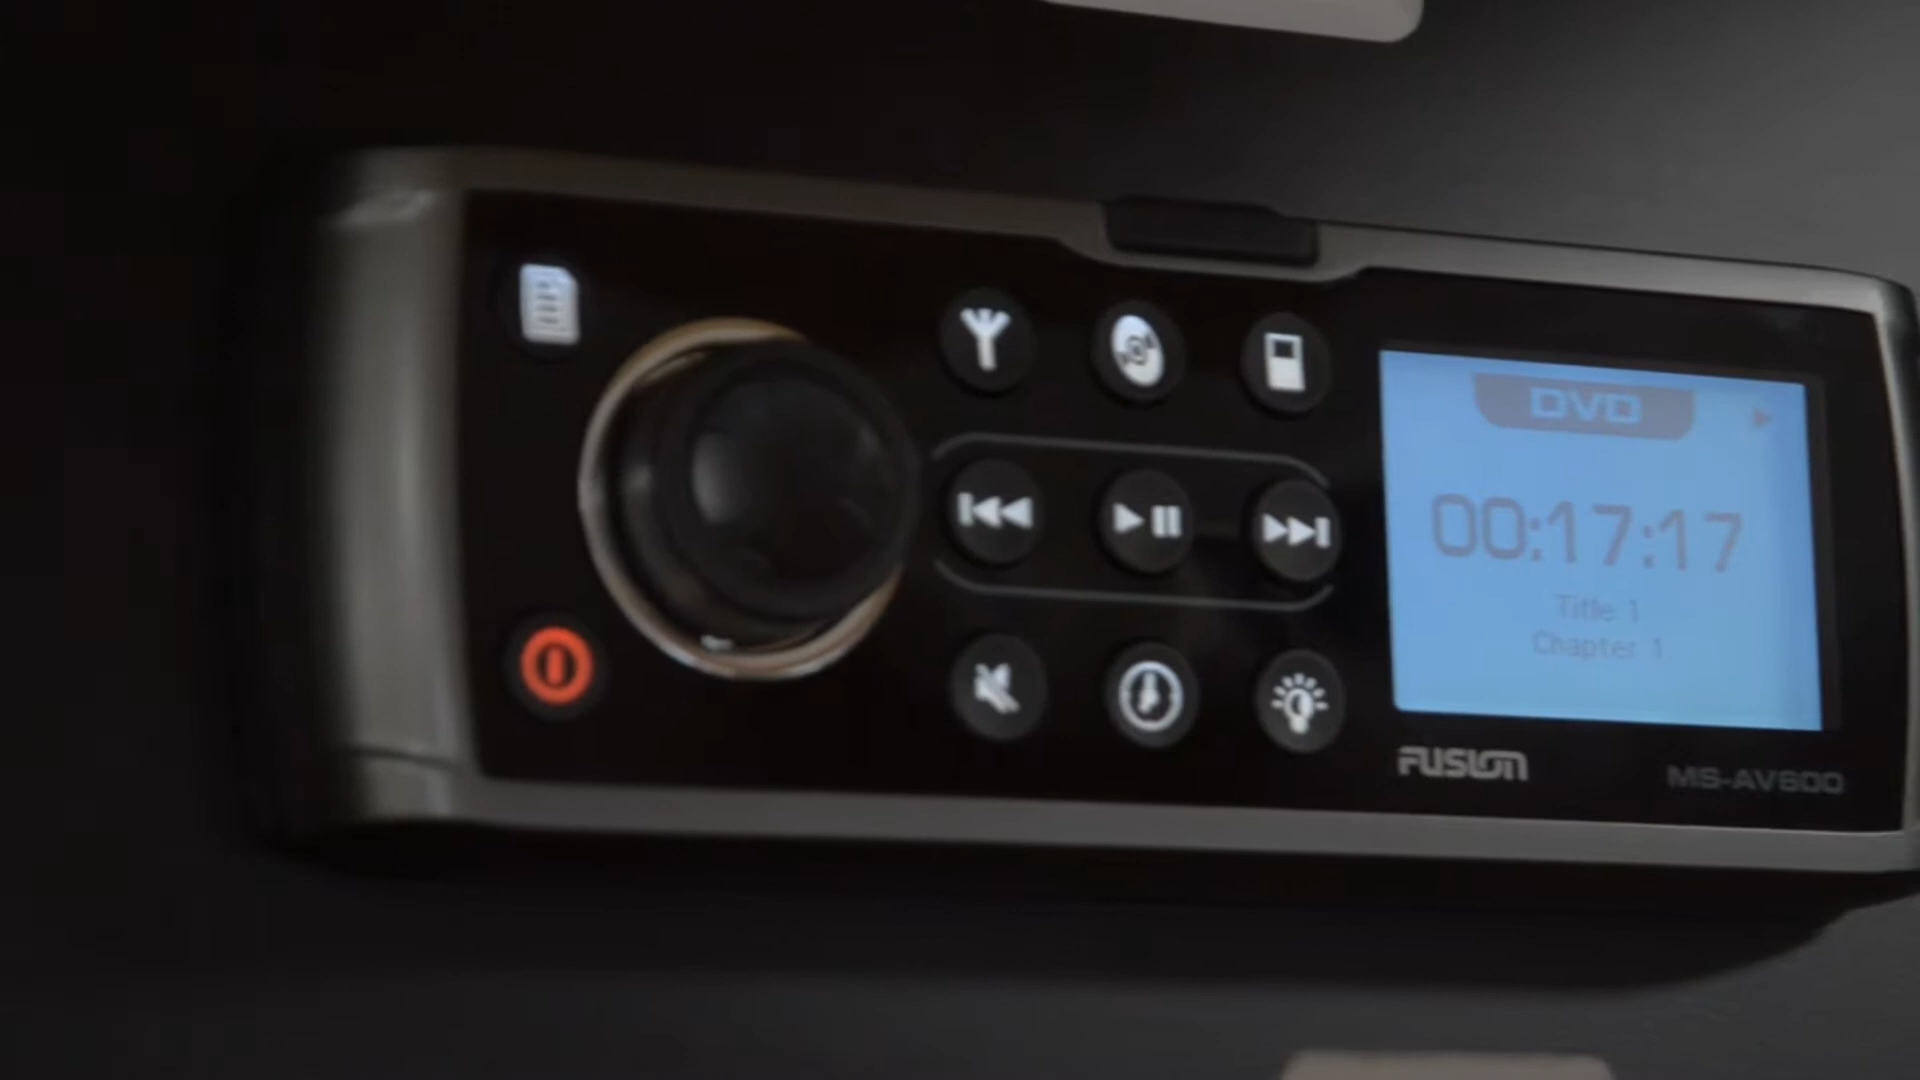 DVD
00:17:17
Title 1
Chapter 1
FUSION
MS-AV600